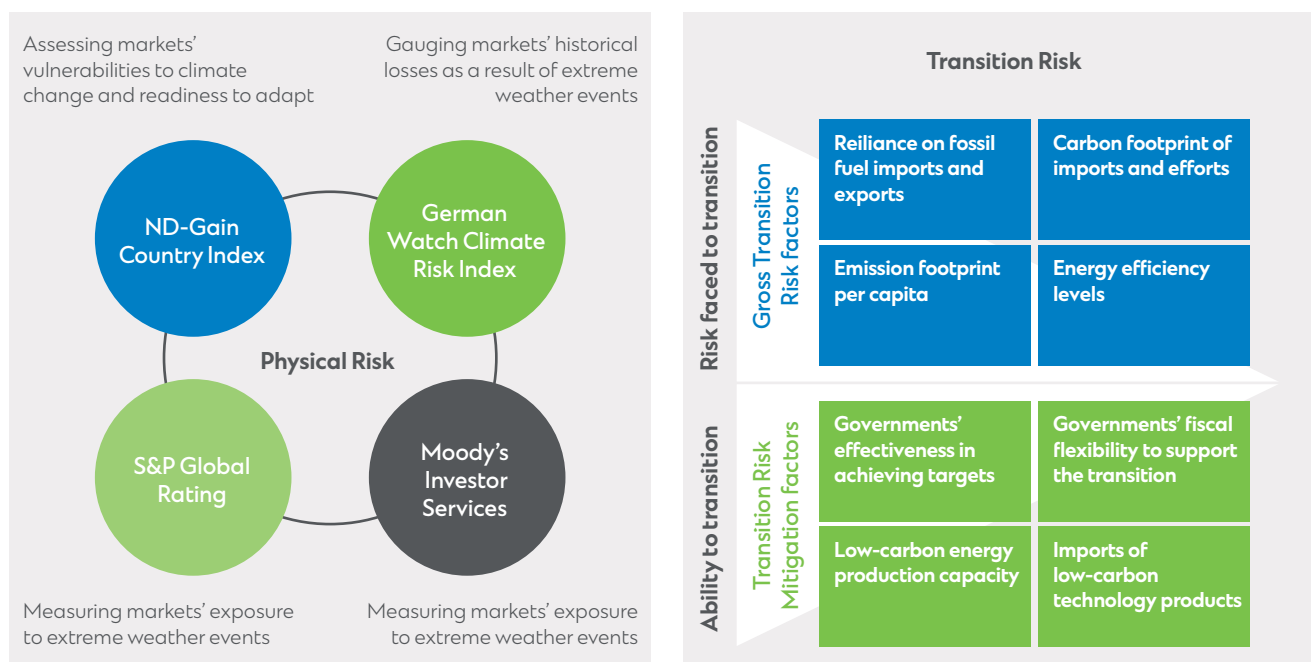 Assessing markets'
vulnerabilities to climate
change and readiness to adapt
Gauging markets' historical
losses as a result of extreme
weather events
ND-Gain
Country Index
German
Watch Climate
Risk Index
Physical Risk
S&P Global
Rating
Moody's
Investor
Services
Measuring markets' exposure
to extreme weather events
Measuring markets' exposure
to extreme weather events
Transition Risk
Risk faced to transition
Gross Transition
Risk factors
Reiliance on fossil
fuel imports and
exports
Carbon footprint of
imports and efforts
Emission footprint
per capita
Energy efficiency
levels
Ability to transition
Transition Risk
Mitigation factors
Governments'
effectiveness in
achieving targets
Governments' fiscal
flexibility to support
the transition
Low-carbon energy
production capacity
Imports of
low-carbon
technology products